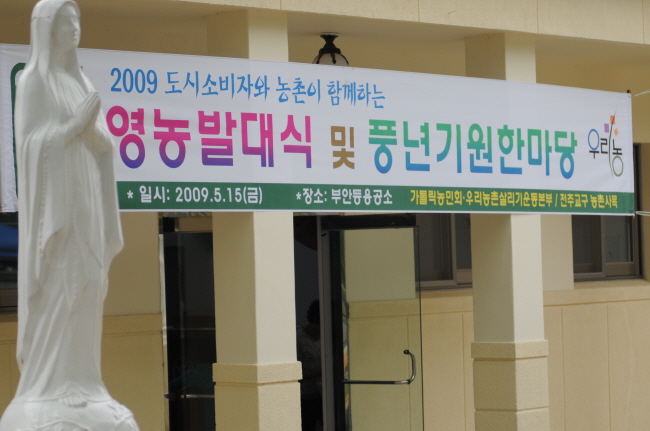 2009 도시소비자와 농촌이 함께하는
영농발대식 및 풍년기원한마당
우리농
* 일시: 2009.5.15(금) *장소: 부안등용공소 가톨릭농민회·우리농촌살리기운동본부 / 전주교구 농촌사목